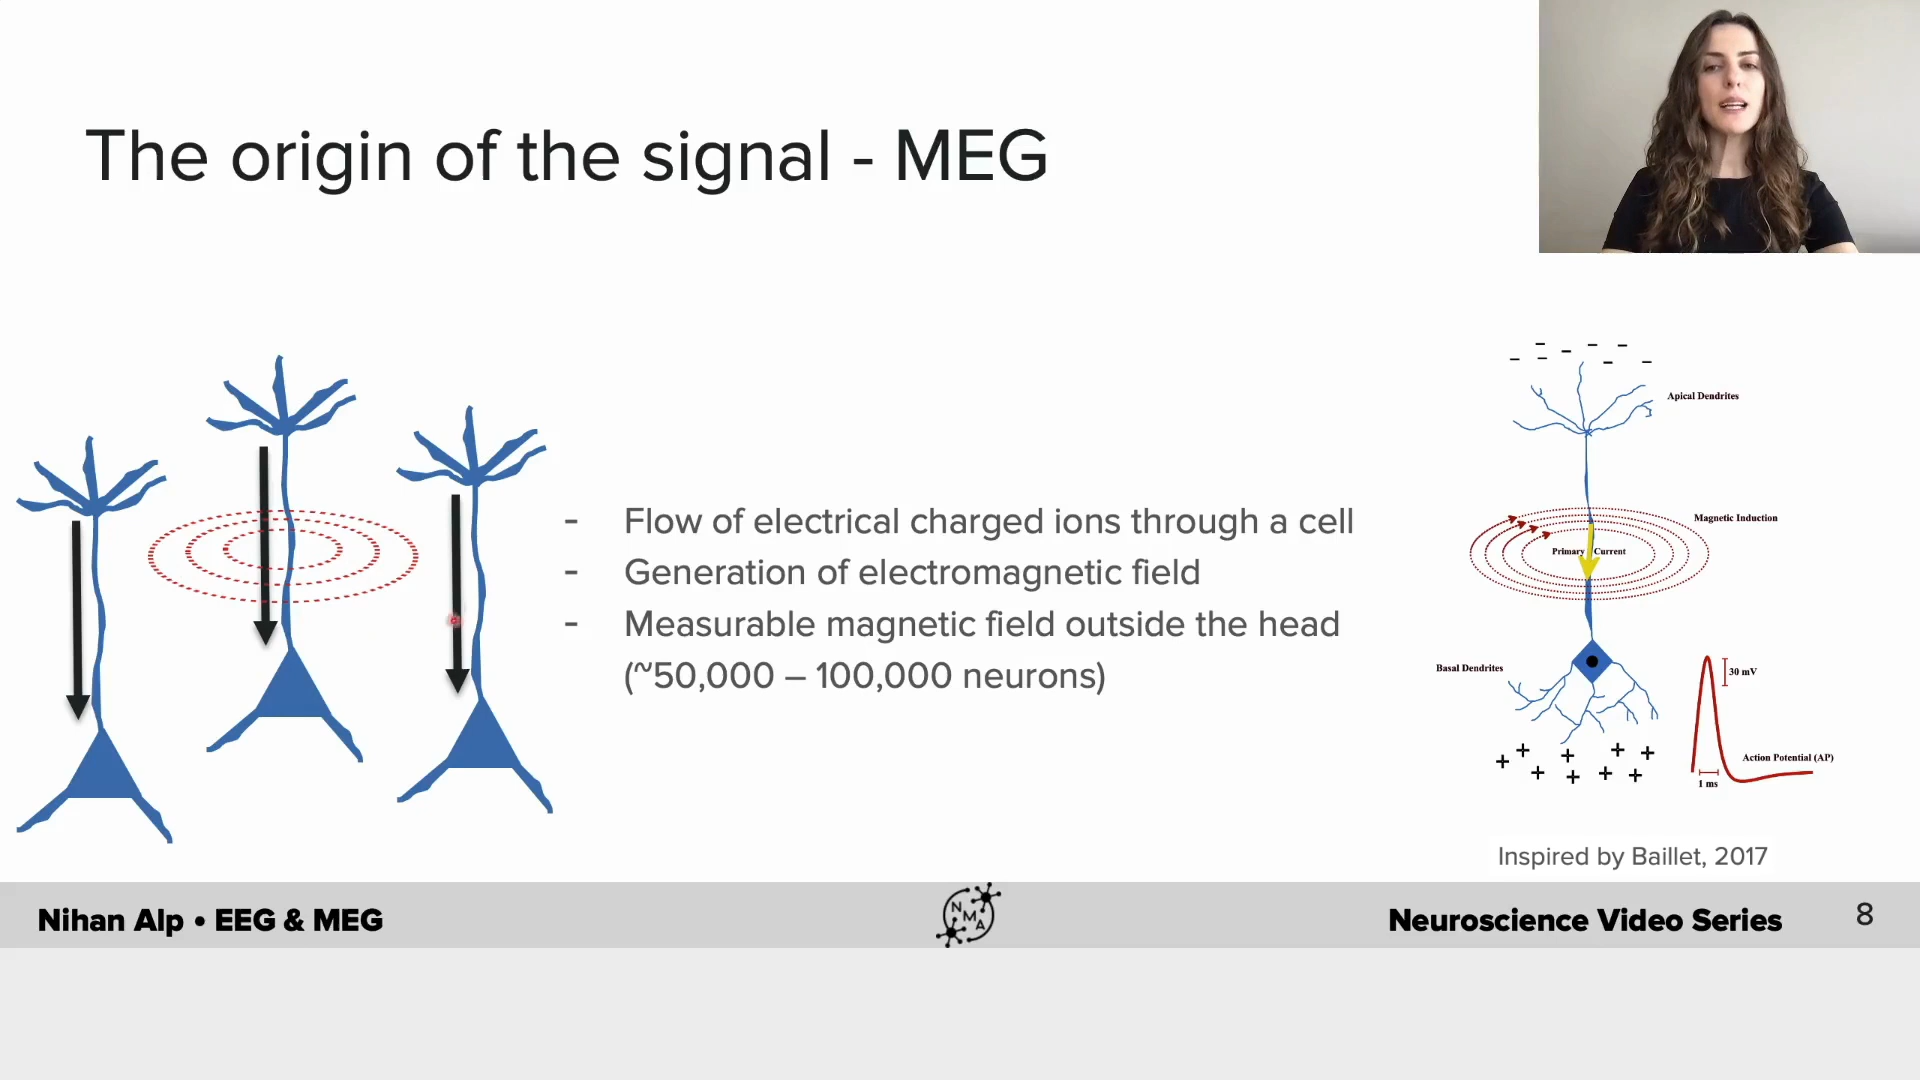 The origin of the signal - MEG
- Flow of electrical charged ions through a cell
- Generation of electromagnetic field
- Measurable magnetic field outside the head
(~50,000 – 100,000 neurons)
Apical Dendrites
Magnetic Induction
Primary Current
Basal Dendrites
30 mV
Action Potential (AP)
1 ms
Inspired by Baillet, 2017
Nihan Alp • EEG & MEG
NMA
Neuroscience Video Series
8